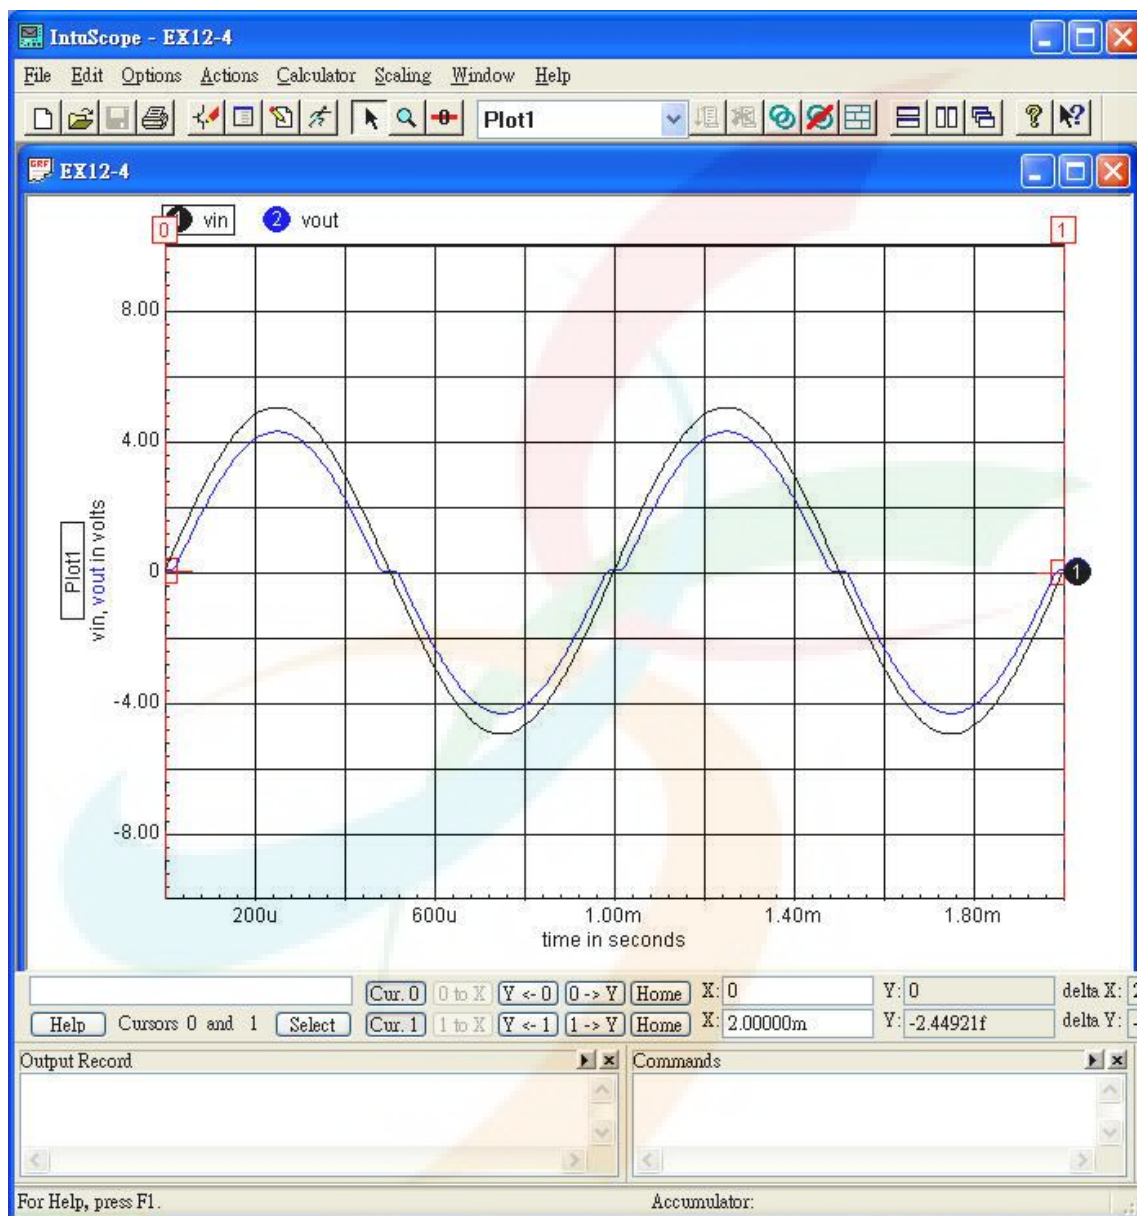 IntuScope - EX12-4
File Edit Options Actions Calculator Scaling Window Help
Plot1
EX12-4
1 vin 2 vout
0 1
8.00
4.00
0
-4.00
-8.00
Plot1
vin, vout in volts
1
200u 600u 1.00m 1.40m 1.80m
time in seconds
Cur. 0 0 to X Y <- 0 0 -> Y Home X: 0 Y: 0 delta X: 2
Help Cursors 0 and 1 Select Cur. 1 1 to X Y <- 1 1 -> Y Home X: 2.00000m Y: -2.44921f delta Y: -
Output Record Commands
For Help, press F1. Accumulator: